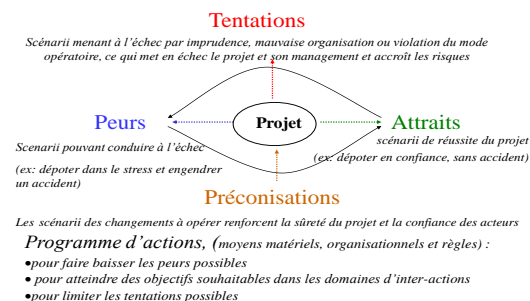 Tentations
Scénarii menant à l'échec par imprudence, mauvaise organisation ou violation du mode
opératoire, ce qui met en échec le projet et son management et accroît les risques
Peurs
Projet
Attraits
Scenarii pouvant conduire à l'échec
(ex: dépoter dans le stress et engendrer
un accident)
scénarii de réussite du projet
(ex: dépoter en confiance, sans accident)
Préconisations
Les scénarii des changements à opérer renforcent la sûreté du projet et la confiance des acteurs
Programme d'actions, (moyens matériels, organisationnels et règles) :
•pour faire baisser les peurs possibles
• pour atteindre des objectifs souhaitables dans les domaines d'inter-actions
•pour limiter les tentations possibles